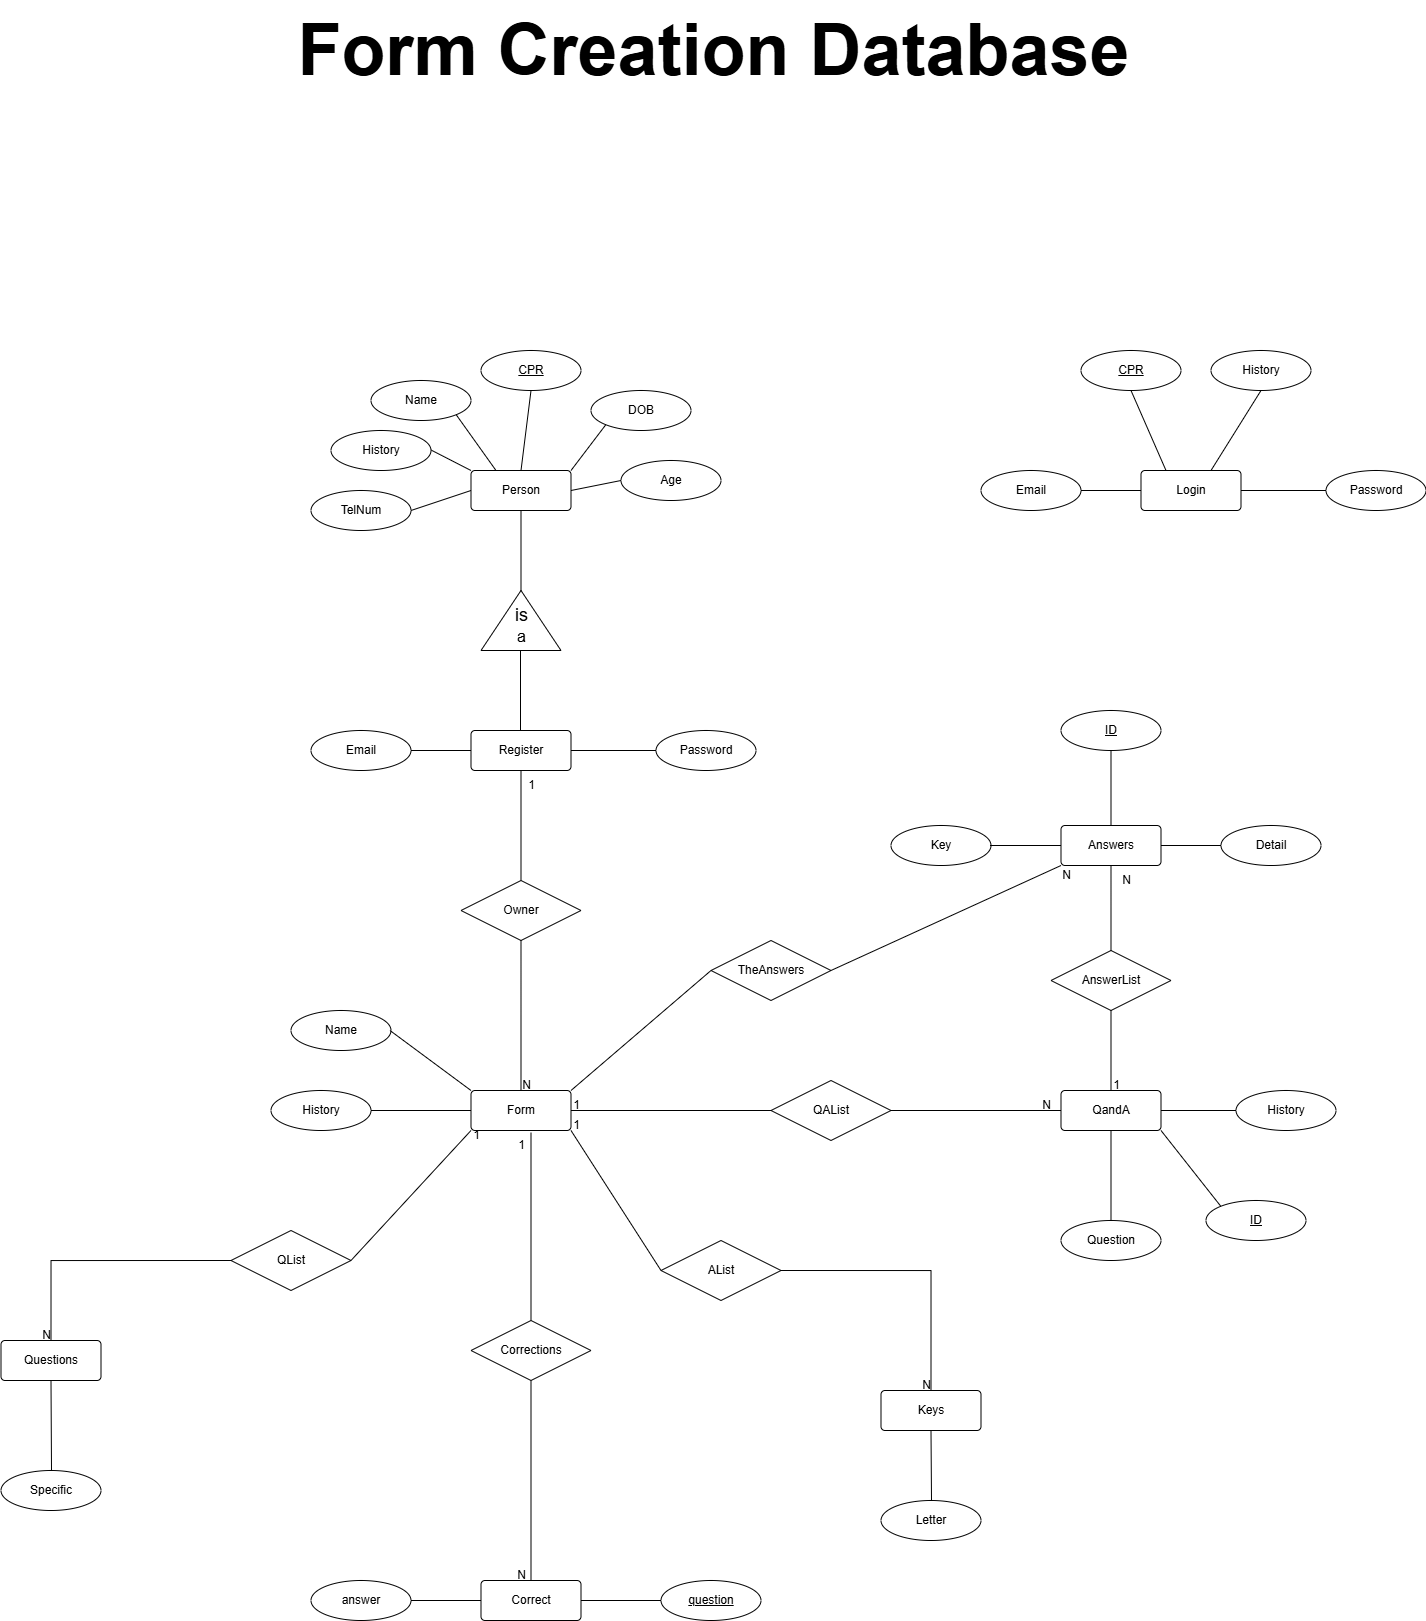 Form Creation Database
CPR
CPR
History
Name
DOB
History
Age
TelNum
Person
Email
Login
Password
is
a
Email
Register
Password
1
ID
Key
Answers
Detail
N
N
Owner
TheAnswers
AnswerList
Name
N
1
History
Form
1
QAList
N
QandA
History
1
1
1
ID
Question
QList
AList
N
Corrections
Questions
N
Keys
Specific
Letter
N
answer
Correct
question